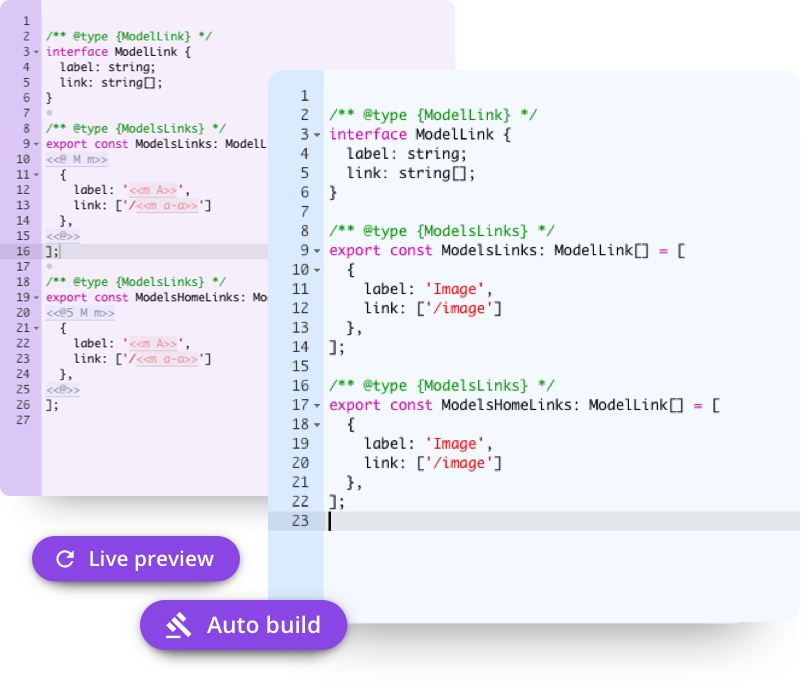 1
2 /** @type {ModelLink} */
3 interface ModelLink {
4 label: string;
5 link: string[];
6 }
7
8 /** @type {ModelsLinks} */
9 export const ModelsLinks: ModelL
10 <<@ M m>>
11 {
12 label: '<<m A>>',
13 link: ['/<<m a-a>>']
14 },
15 <<@>>
16 ];
17
18 /** @type {ModelsLinks} */
19 export const ModelsHomeLinks: Mo
20 <<@5 M m>>
21 {
22 label: '<<m A>>',
23 link: ['/<<m a-a>>']
24 },
25 <<@>>
26 ];
27
1
2 /** @type {ModelLink} */
3 interface ModelLink {
4 label: string;
5 link: string[];
6 }
7
8 /** @type {ModelsLinks} */
9 export const ModelsLinks: ModelLink[] = [
10 {
11 label: 'Image',
12 link: ['/image']
13 },
14 ];
15
16 /** @type {ModelsLinks} */
17 export const ModelsHomeLinks: ModelLink[] = [
18 {
19 label: 'Image',
20 link: ['/image']
21 },
22 ];
23
Live preview
Auto build